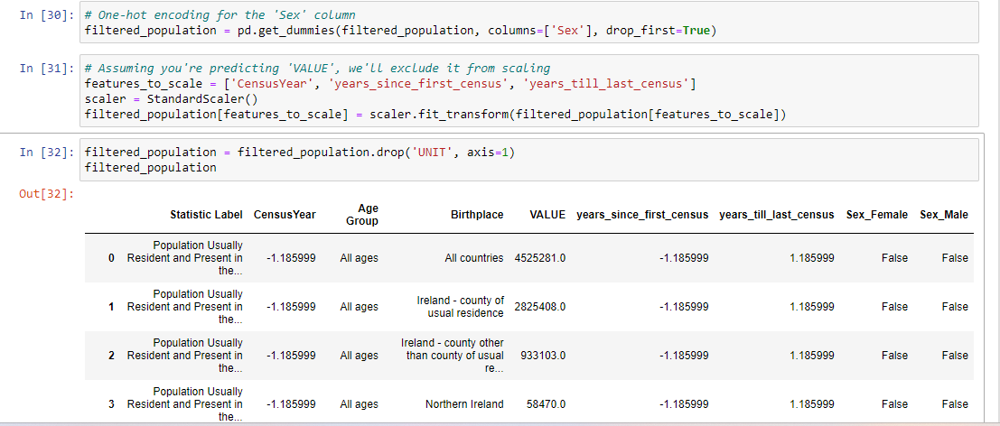 In [30]: # One-hot encoding for the 'Sex' column
filtered_population = pd.get_dummies(filtered_population, columns=['Sex'], drop_first=True)
In [31]: # Assuming you're predicting 'VALUE', we'll exclude it from scaling
features_to_scale = ['CensusYear', 'years_since_first_census', 'years_till_last_census']
scaler = StandardScaler()
filtered_population[features_to_scale] = scaler.fit_transform(filtered_population[features_to_scale])
In [32]: filtered_population = filtered_population.drop('UNIT', axis=1)
filtered_population
Out[32]:
Statistic Label CensusYear Age Group Birthplace VALUE years_since_first_census years_till_last_census Sex_Female Sex_Male
0 Population Usually Resident and Present in the... -1.185999 All ages All countries 4525281.0 -1.185999 1.185999 False False
1 Population Usually Resident and Present in the... -1.185999 All ages Ireland - county of usual residence 2825408.0 -1.185999 1.185999 False False
2 Population Usually Resident and Present in the... -1.185999 All ages Ireland - county other than county of usual re... 933103.0 -1.185999 1.185999 False False
3 Population Usually Resident and Present in the... -1.185999 All ages Northern Ireland 58470.0 -1.185999 1.185999 False False